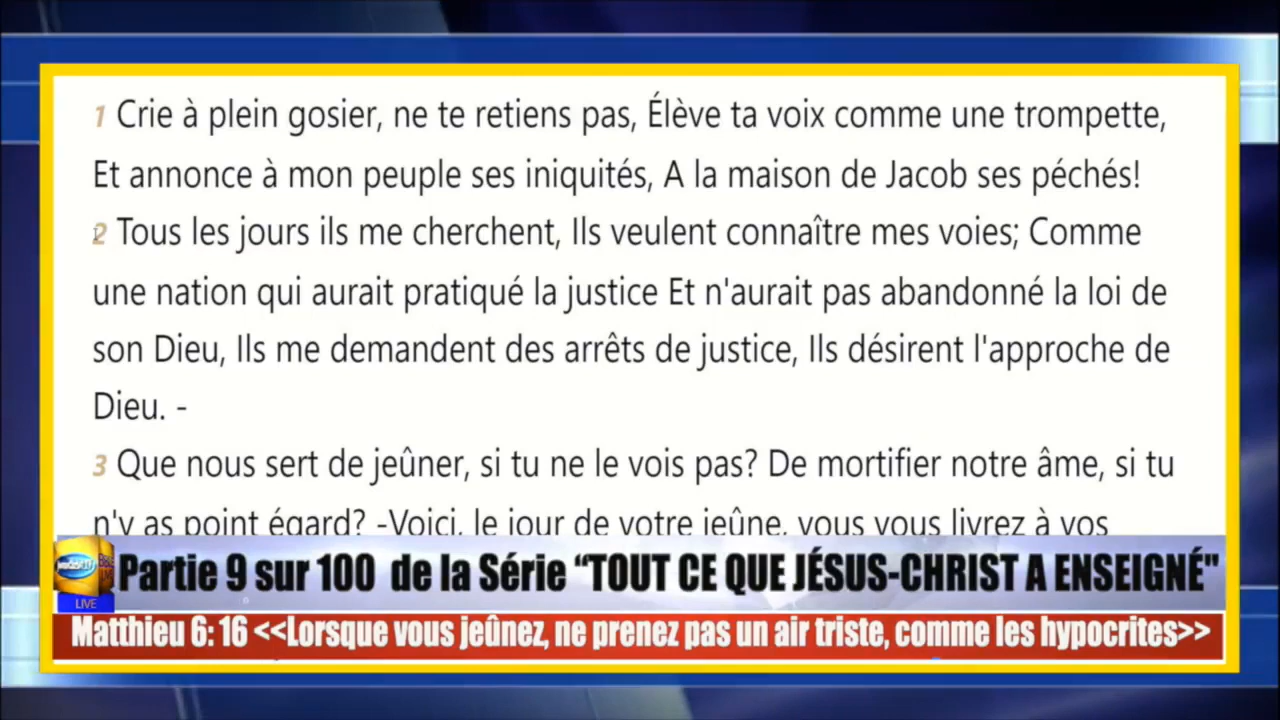 1 Crie à plein gosier, ne te retiens pas, Élève ta voix comme une trompette,
Et annonce à mon peuple ses iniquités, A la maison de Jacob ses péchés!
2 Tous les jours ils me cherchent, Ils veulent connaître mes voies; Comme
une nation qui aurait pratiqué la justice Et n'aurait pas abandonné la loi de
son Dieu, Ils me demandent des arrêts de justice, Ils désirent l'approche de
Dieu. -
3 Que nous sert de jeûner, si tu ne le vois pas? De mortifier notre âme, si tu
n'y as point égard? -Voici, le jour de votre jeûne, vous vous livrez à vos
Partie 9 sur 100 de la Série “TOUT CE QUE JÉSUS-CHRIST A ENSEIGNÉ"
LIVE
Matthieu 6: 16 <<Lorsque vous jeûnez, ne prenez pas un air triste, comme les hypocrites>>